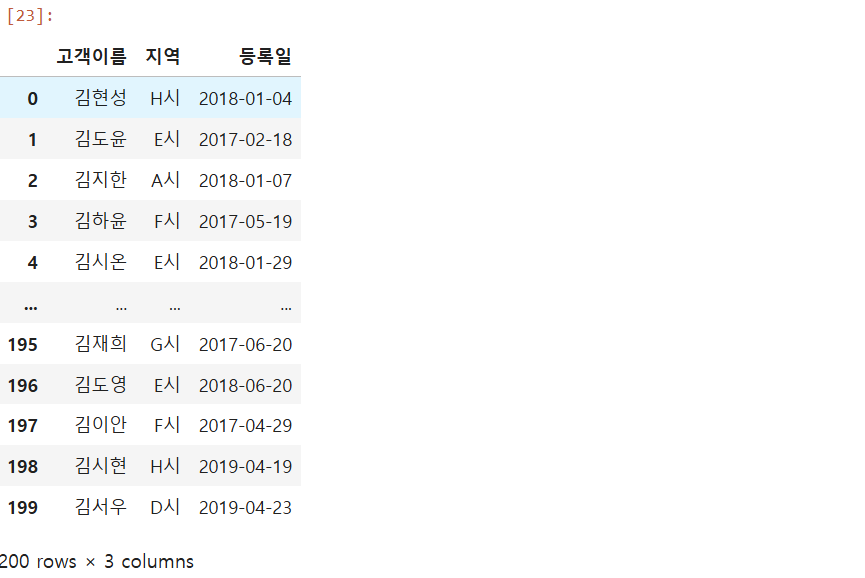 [23]:
고객이름 지역 등록일
0 김현성 H시 2018-01-04
1 김도윤 E시 2017-02-18
2 김지한 A시 2018-01-07
3 김하윤 F시 2017-05-19
4 김시온 E시 2018-01-29
... ... ... ...
195 김재희 G시 2017-06-20
196 김도영 E시 2018-06-20
197 김이안 F시 2017-04-29
198 김시현 H시 2019-04-19
199 김서우 D시 2019-04-23
200 rows × 3 columns